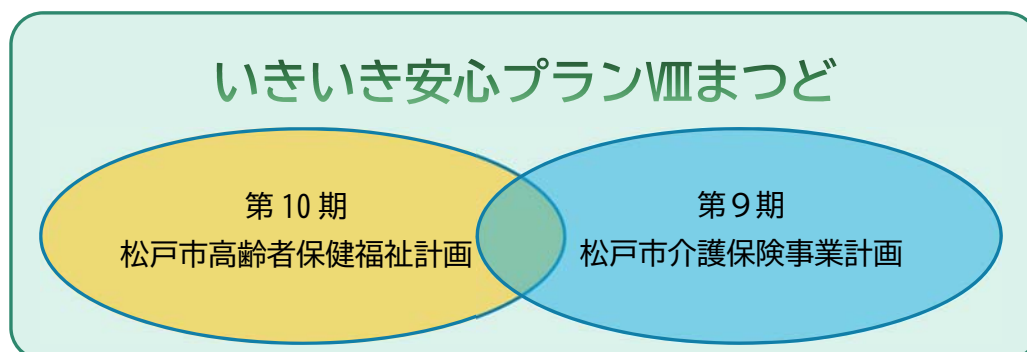 いきいき安心プランⅧまつど
第 10 期
松戸市高齢者保健福祉計画
第９期
松戸市介護保険事業計画